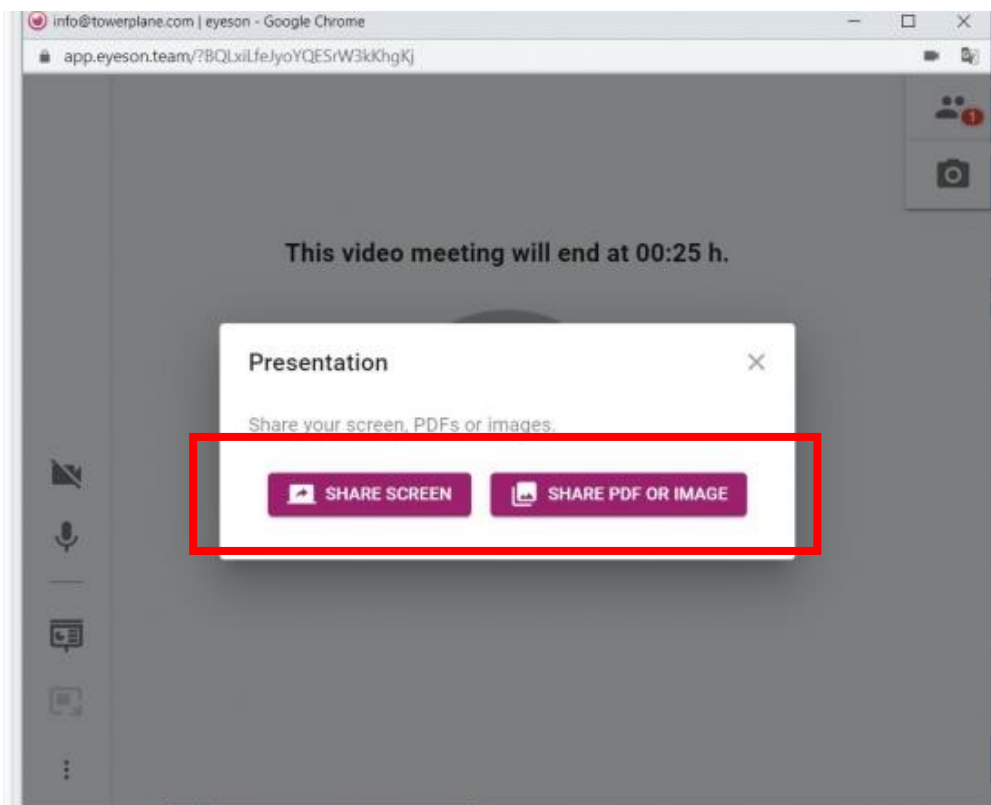 info@towerplane.com | eyeson - Google Chrome
app.eyeson.team/?BQLxiLfeJyoYQESrW3kKhgKj
1
This video meeting will end at 00:25 h.
Presentation
Share your screen, PDFs or images.
SHARE SCREEN SHARE PDF OR IMAGE